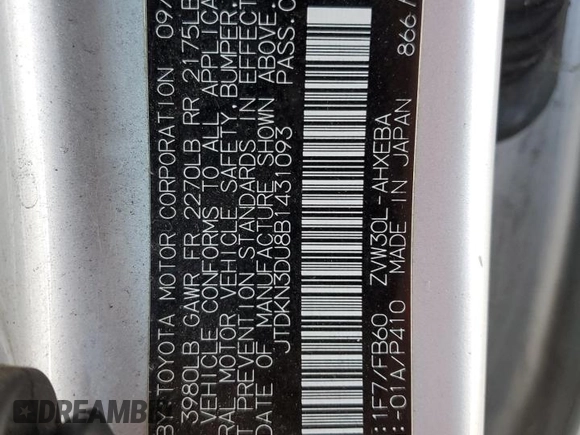 BY TOYOTA MOTOR CORPORATION 09/
3980LB GAWR FR 2270LB RR 2175LB
VEHICLE CONFORMS TO ALL APPLICA
RAL MOTOR VEHICLE SAFETY, BUMPER,
T PREVENTION STANDARDS IN EFFECT
DATE OF MANUFACTURE SHOWN ABOVE.
JTDKN3DU8B1431093 PASS.C
: 1F7/FB60 ZVW30L-AHXEBA 866
: -01A/P410 MADE IN JAPAN
DREAMBI